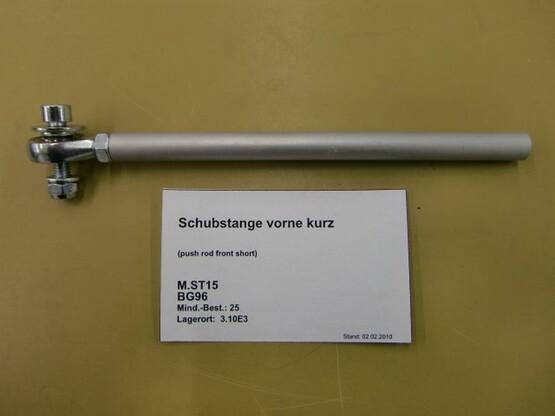 Schubstange vorne kurz
(push rod front short)
M.ST15
BG96
Mind.-Best.: 25
Lagerort: 3.10E3
Stand: 02.02.2010